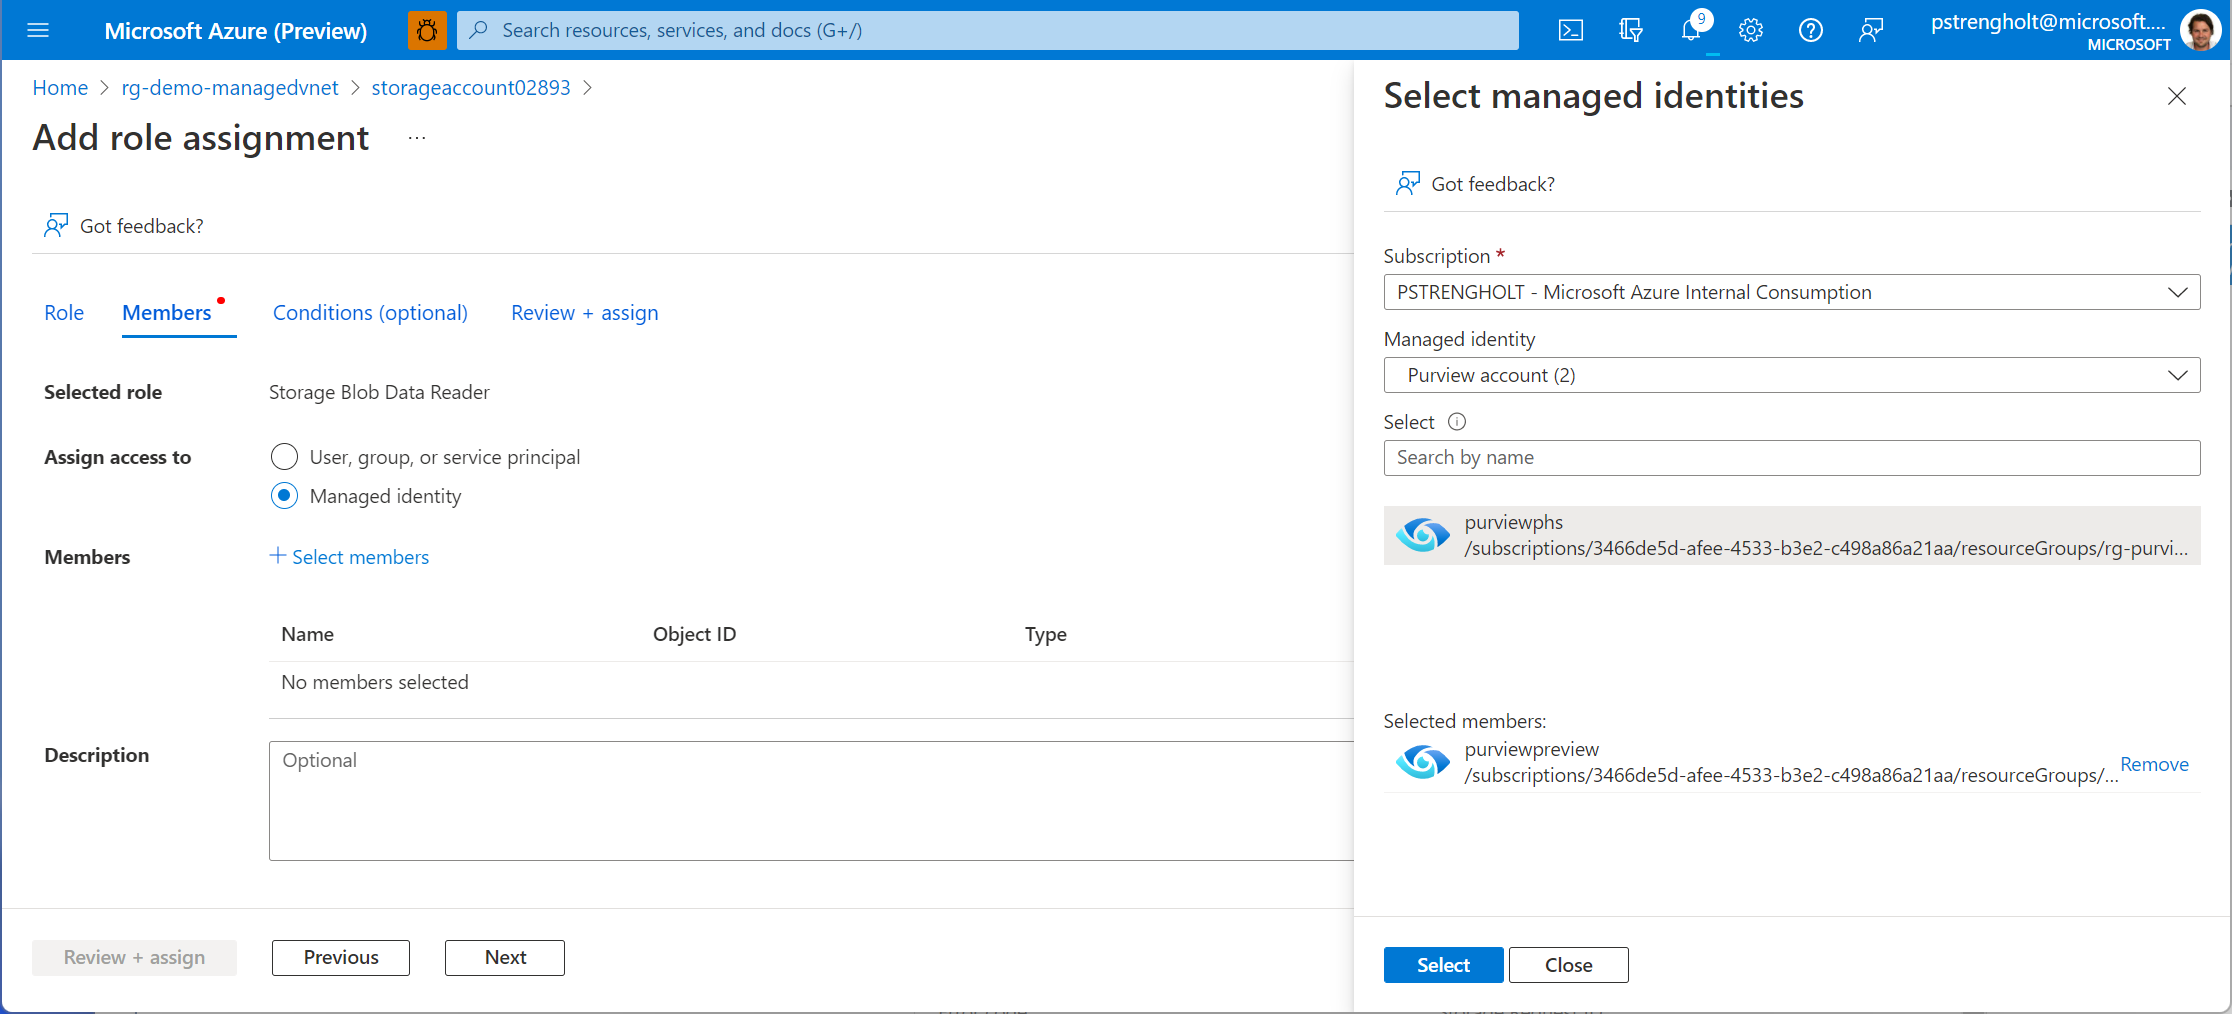 Microsoft Azure (Preview)
Search resources, services, and docs (G+/)
9
pstrengholt@microsoft....
MICROSOFT
Home > rg-demo-managedvnet > storageaccount02893 >
Add role assignment ...
Got feedback?
Role
Members
Conditions (optional)
Review + assign
Selected role
Storage Blob Data Reader
Assign access to
User, group, or service principal
Managed identity
Members
+ Select members
Name
Object ID
Type
No members selected
Description
Optional
Review + assign
Previous
Next
Select managed identities
Got feedback?
Subscription *
PSTRENGHOLT - Microsoft Azure Internal Consumption
Managed identity
Purview account (2)
Select
Search by name
purviewphs
/subscriptions/3466de5d-afee-4533-b3e2-c498a86a21aa/resourceGroups/rg-purvi...
Selected members:
purviewpreview
/subscriptions/3466de5d-afee-4533-b3e2-c498a86a21aa/resourceGroups/...
Remove
Select
Close